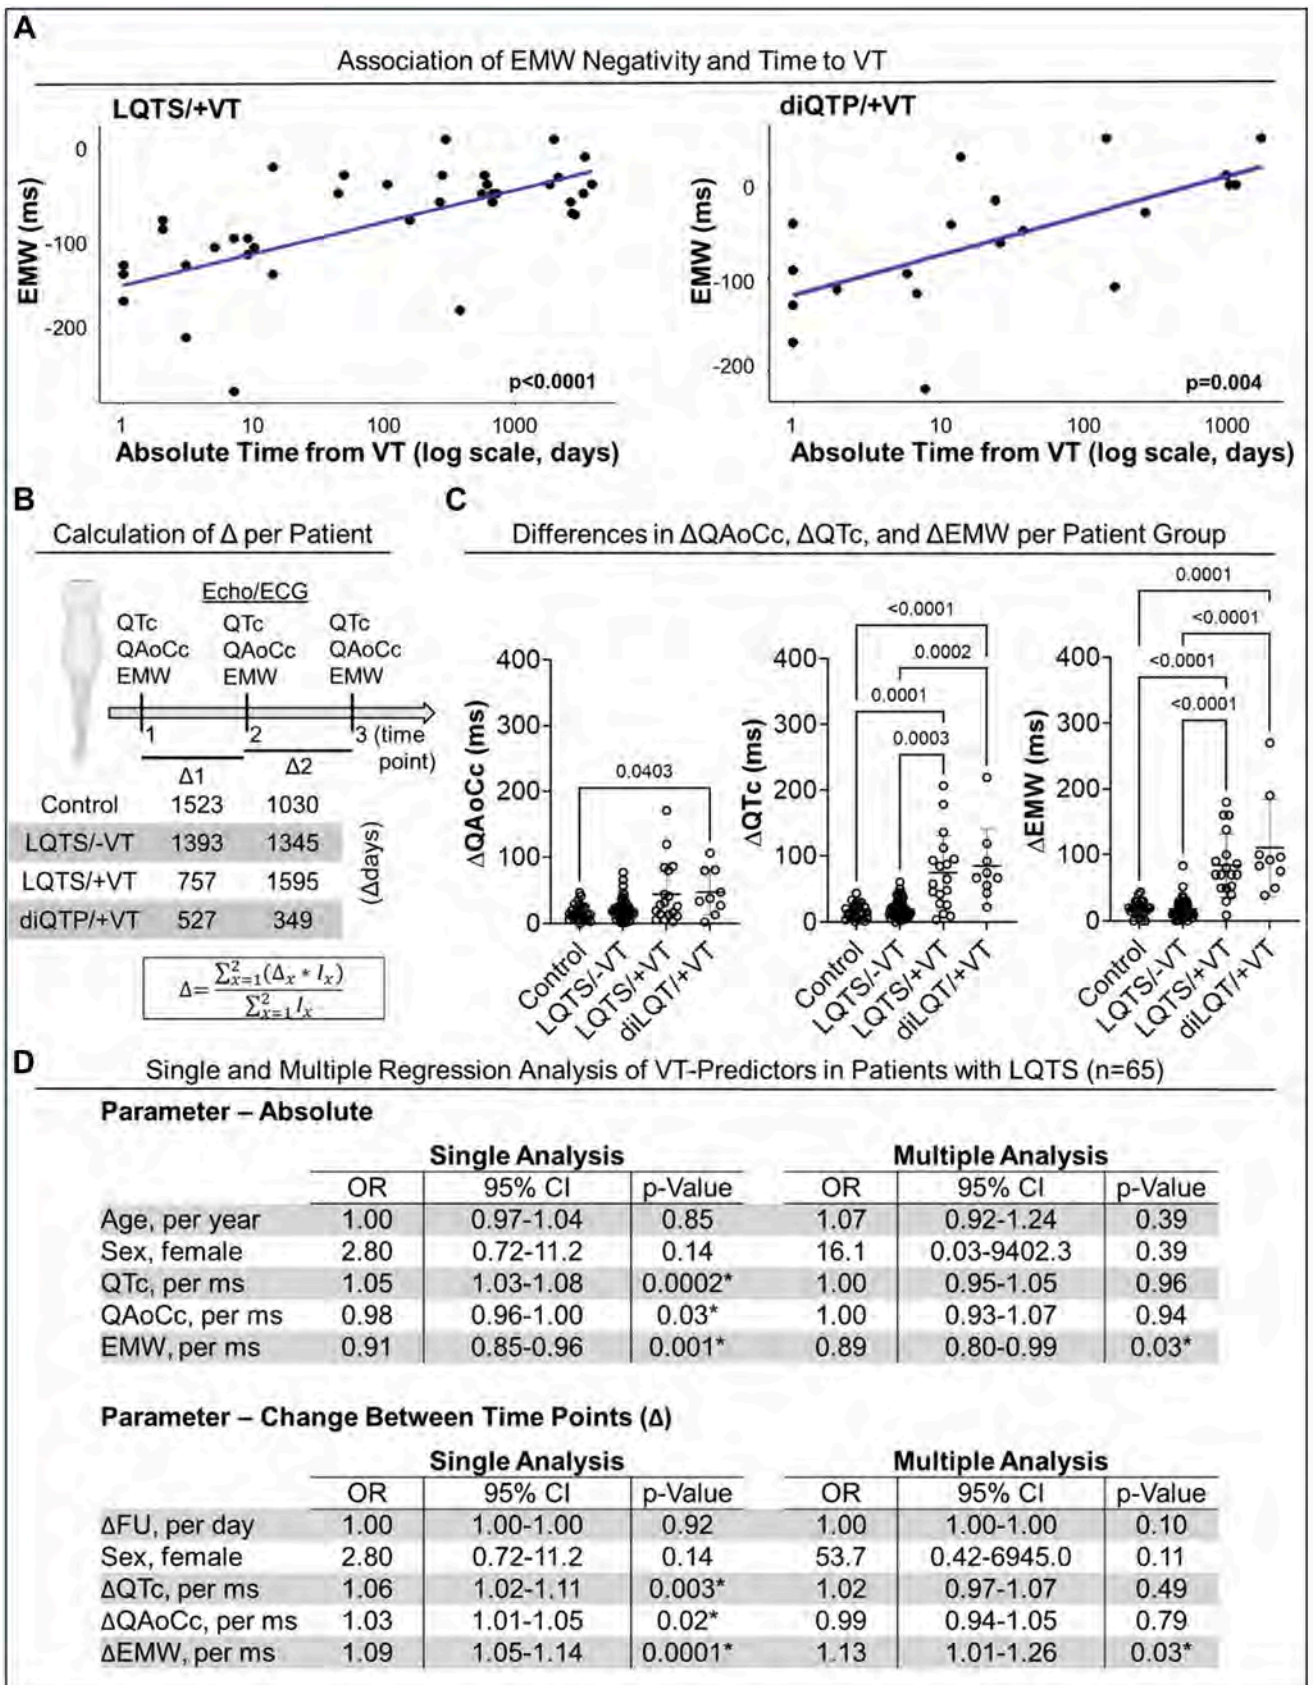 A
Association of EMW Negativity and Time to VT
LQTS/+VT
EMW (ms)
0
-100
-200
p<0.0001
1 10 100 1000
Absolute Time from VT (log scale, days)
diQTP/+VT
EMW (ms)
0
-100
-200
p=0.004
1 10 100 1000
Absolute Time from VT (log scale, days)
B
Calculation of Δ per Patient
Echo/ECG
QTc QTc QTc
QAoCc QAoCc QAoCc
EMW EMW EMW
1 2 3 (time
point)
Δ1 Δ2
Control 1523 1030
LQTS/-VT 1393 1345
LQTS/+VT 757 1595
diQTP/+VT 527 349
(Δdays)
Δ= ∑²ₓ₌₁(Δₓ * Iₓ) / ∑²ₓ₌₁ Iₓ
C
Differences in ΔQAoCc, ΔQTc, and ΔEMW per Patient Group
ΔQAoCc (ms)
400
300
200
100
0
0.0403
Control LQTS/-VT LQTS/+VT diLQT/+VT
ΔQTc (ms)
400
300
200
100
0
<0.0001
0.0002
0.0001
0.0003
Control LQTS/-VT LQTS/+VT diLQT/+VT
ΔEMW (ms)
400
300
200
100
0
0.0001
<0.0001
<0.0001
<0.0001
Control LQTS/-VT LQTS/+VT diLQT/+VT
D
Single and Multiple Regression Analysis of VT-Predictors in Patients with LQTS (n=65)
Parameter – Absolute
Single Analysis Multiple Analysis
OR 95% CI p-Value OR 95% CI p-Value
Age, per year 1.00 0.97-1.04 0.85 1.07 0.92-1.24 0.39
Sex, female 2.80 0.72-11.2 0.14 16.1 0.03-9402.3 0.39
QTc, per ms 1.05 1.03-1.08 0.0002* 1.00 0.95-1.05 0.96
QAoCc, per ms 0.98 0.96-1.00 0.03* 1.00 0.93-1.07 0.94
EMW, per ms 0.91 0.85-0.96 0.001* 0.89 0.80-0.99 0.03*
Parameter – Change Between Time Points (Δ)
Single Analysis Multiple Analysis
OR 95% CI p-Value OR 95% CI p-Value
ΔFU, per day 1.00 1.00-1.00 0.92 1.00 1.00-1.00 0.10
Sex, female 2.80 0.72-11.2 0.14 53.7 0.42-6945.0 0.11
ΔQTc, per ms 1.06 1.02-1.11 0.003* 1.02 0.97-1.07 0.49
ΔQAoCc, per ms 1.03 1.01-1.05 0.02* 0.99 0.94-1.05 0.79
ΔEMW, per ms 1.09 1.05-1.14 0.0001* 1.13 1.01-1.26 0.03*